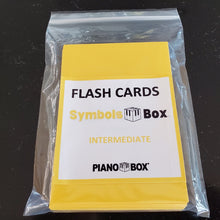 FLASH CARDS
Symbols Box
INTERMEDIATE
PIANO BOX